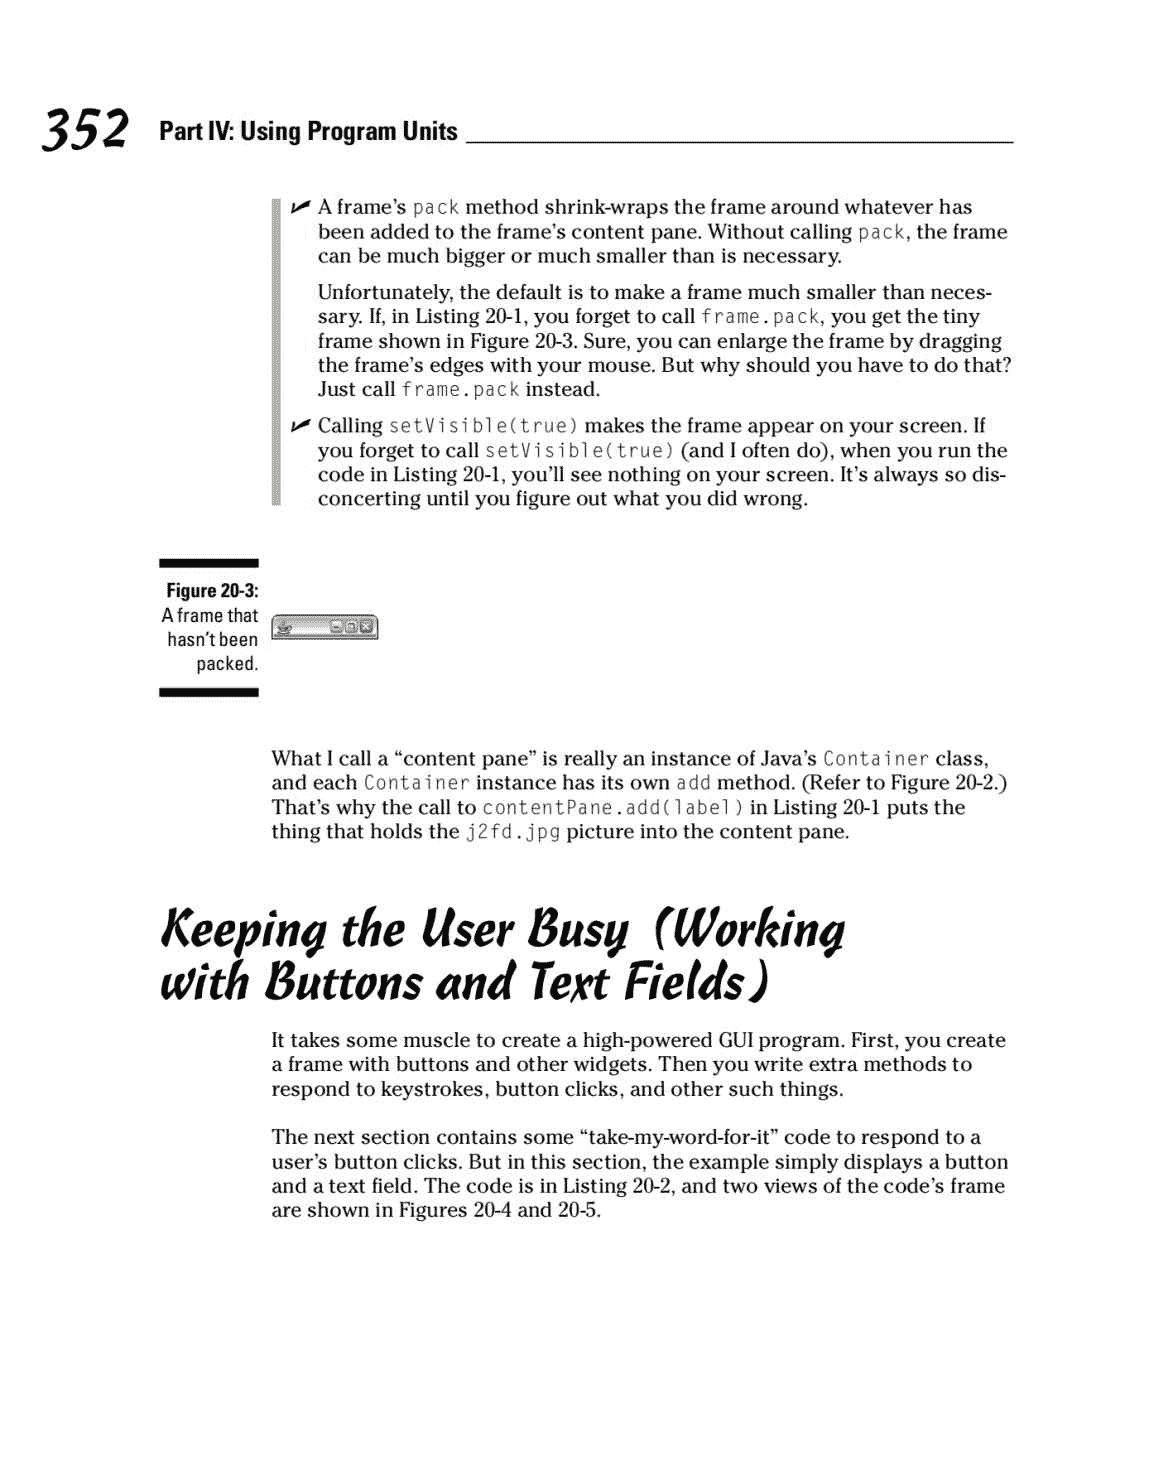 352 Part IV: Using Program Units
✓ A frame’s pack method shrink-wraps the frame around whatever has
been added to the frame’s content pane. Without calling pack, the frame
can be much bigger or much smaller than is necessary.
Unfortunately, the default is to make a frame much smaller than neces-
sary. If, in Listing 20-1, you forget to call frame.pack, you get the tiny
frame shown in Figure 20-3. Sure, you can enlarge the frame by dragging
the frame’s edges with your mouse. But why should you have to do that?
Just call frame.pack instead.
✓ Calling setVisible(true) makes the frame appear on your screen. If
you forget to call setVisible(true) (and I often do), when you run the
code in Listing 20-1, you’ll see nothing on your screen. It’s always so dis-
concerting until you figure out what you did wrong.
Figure 20-3:
A frame that
hasn’t been
packed.
What I call a “content pane” is really an instance of Java’s Container class,
and each Container instance has its own add method. (Refer to Figure 20-2.)
That’s why the call to contentPane.add(label) in Listing 20-1 puts the
thing that holds the j2fd.jpg picture into the content pane.
Keeping the User Busy (Working
with Buttons and Text Fields)
It takes some muscle to create a high-powered GUI program. First, you create
a frame with buttons and other widgets. Then you write extra methods to
respond to keystrokes, button clicks, and other such things.
The next section contains some “take-my-word-for-it” code to respond to a
user’s button clicks. But in this section, the example simply displays a button
and a text field. The code is in Listing 20-2, and two views of the code’s frame
are shown in Figures 20-4 and 20-5.